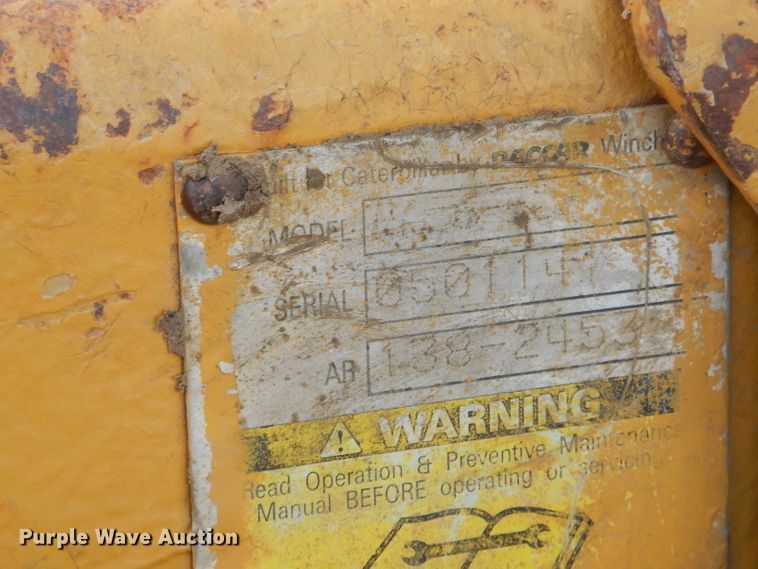 Built for Caterpillar by PACCAR Winch
MODEL
SERIAL 0501147
AR 138-2453
WARNING
Read Operation & Preventive Maintenance
Manual BEFORE operating or servicing
Purple Wave Auction